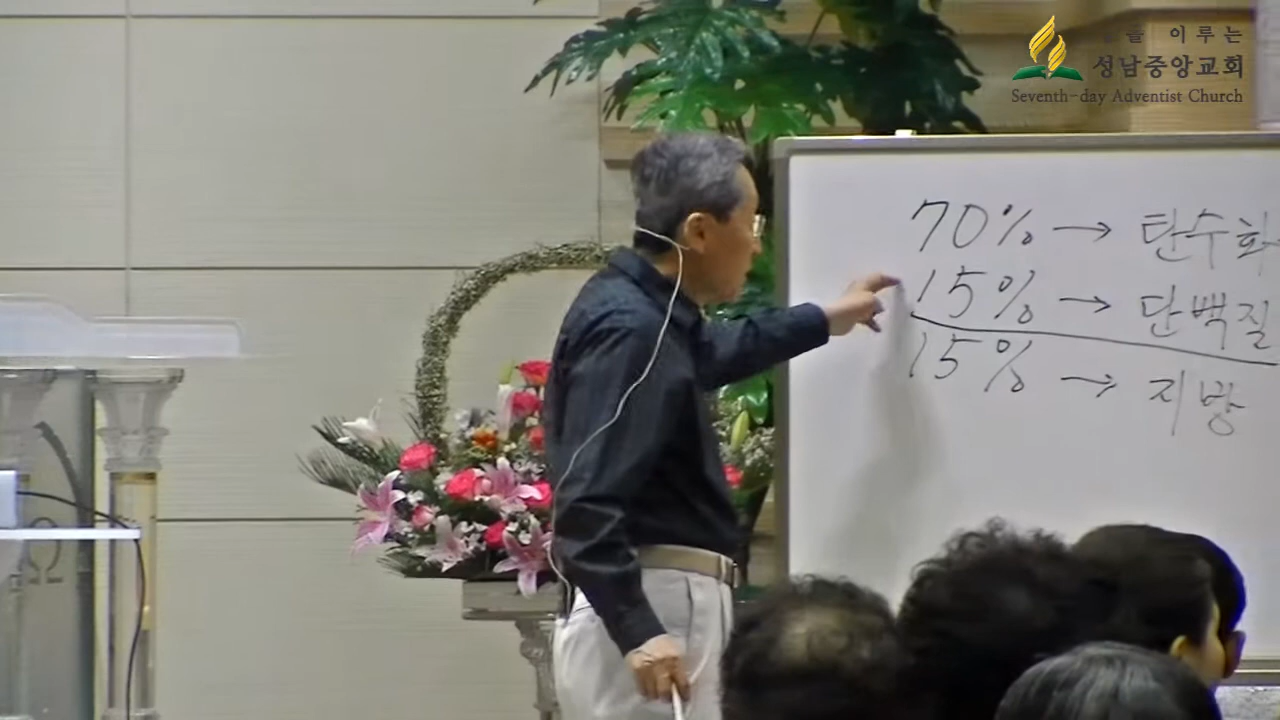 을 이루는
성남중앙교회
Seventh-day Adventist Church
70% → 탄수화
15% → 단백질
15% → 지방